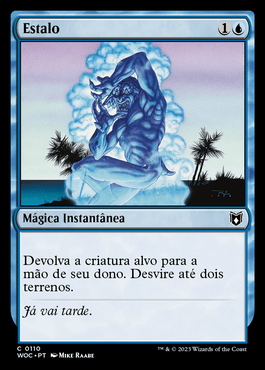 Estalo 1
Mágica Instantânea
Devolva a criatura alvo para a
mão de seu dono. Desvire até dois
terrenos.
Já vai tarde.
C 0110
WOC • PT Mike Raabe
™ & © 2023 Wizards of the Coast